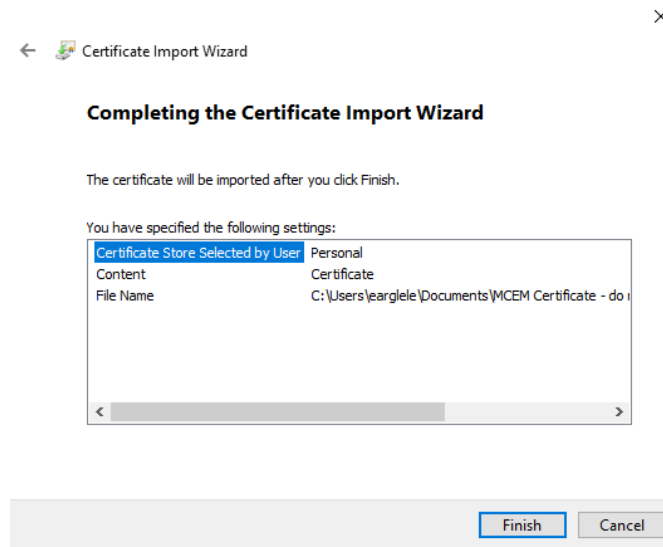 Certificate Import Wizard
Completing the Certificate Import Wizard
The certificate will be imported after you click Finish.
You have specified the following settings:
Certificate Store Selected by User Personal
Content Certificate
File Name C:\Users\earglele\Documents\MCEM Certificate - do
Finish Cancel